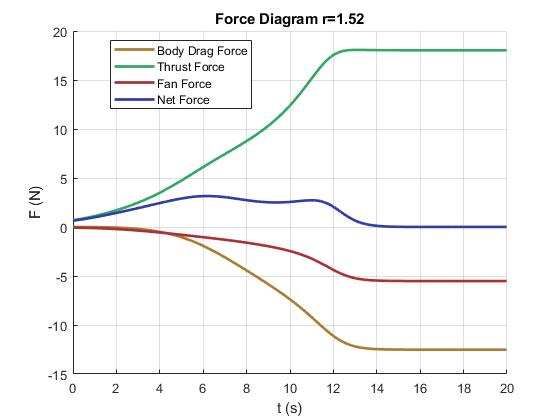 Force Diagram r=1.52
Body Drag Force
Thrust Force
Fan Force
Net Force
F (N)
20
15
10
5
0
-5
-10
-15
0 2 4 6 8 10 12 14 16 18 20
t (s)